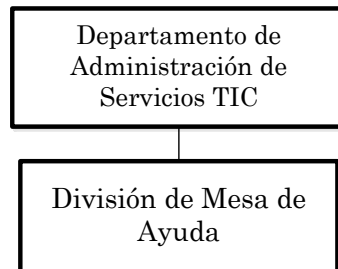 Departamento de
Administración de
Servicios TIC
División de Mesa de
Ayuda